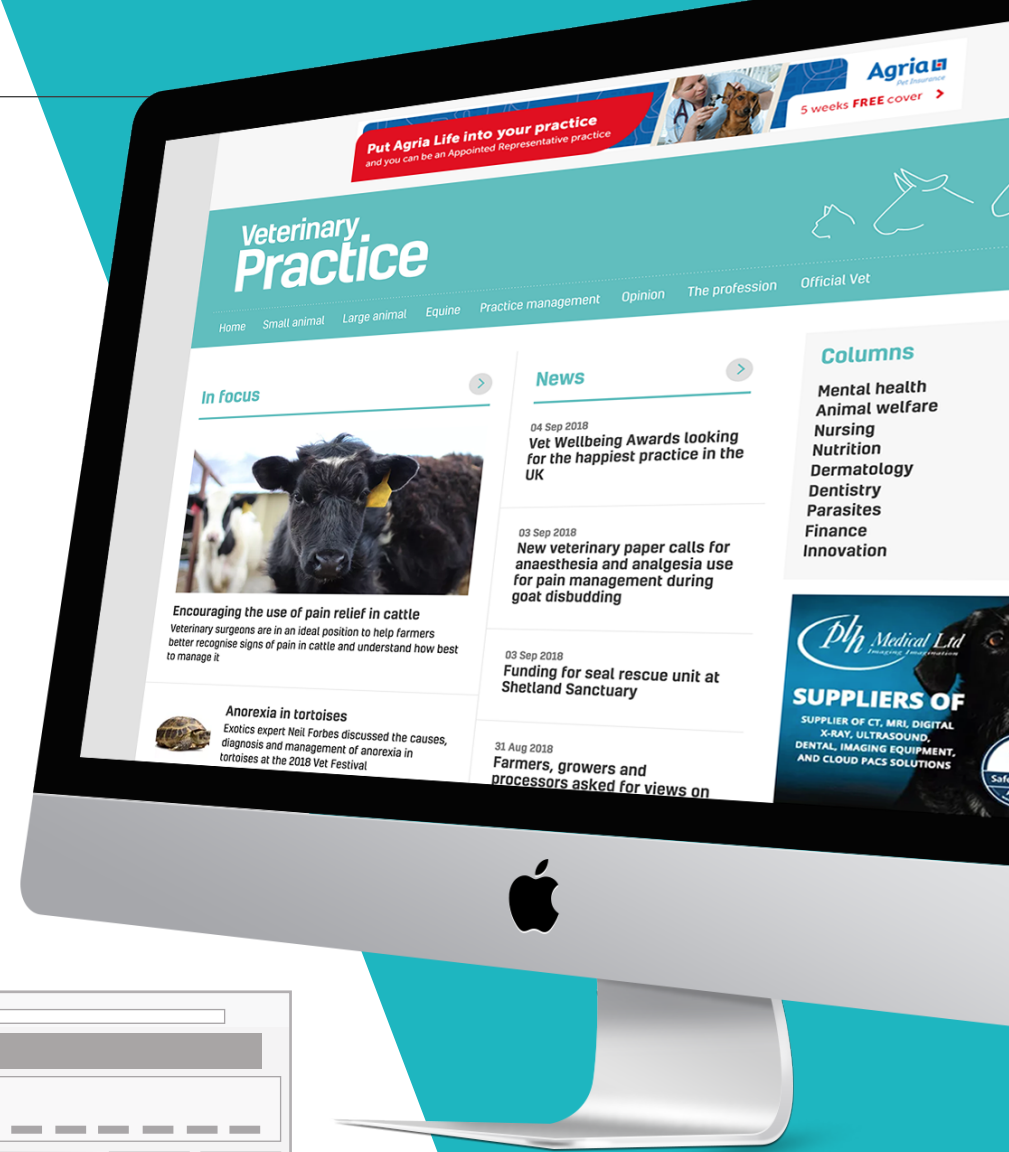 Put Agria Life into your practice
and you can be an Appointed Representative practice
Agria
Pet Insurance
5 weeks FREE cover
Veterinary
Practice
Home Small animal Large animal Equine Practice management Opinion The profession Official Vet
In focus
Encouraging the use of pain relief in cattle
Veterinary surgeons are in an ideal position to help farmers
better recognise signs of pain in cattle and understand how best
to manage it
Anorexia in tortoises
Exotics expert Neil Forbes discussed the causes,
diagnosis and management of anorexia in
tortoises at the 2018 Vet Festival
News
04 Sep 2018
Vet Wellbeing Awards looking
for the happiest practice in the
UK
03 Sep 2018
New veterinary paper calls for
anaesthesia and analgesia use
for pain management during
goat disbudding
03 Sep 2018
Funding for seal rescue unit at
Shetland Sanctuary
31 Aug 2018
Farmers, growers and
processors asked for views on
Columns
Mental health
Animal welfare
Nursing
Nutrition
Dermatology
Dentistry
Parasites
Finance
Innovation
plh Medical Ltd
Imaging Imagination
SUPPLIERS OF
SUPPLIER OF CT, MRI, DIGITAL
X-RAY, ULTRASOUND,
DENTAL, IMAGING EQUIPMENT,
AND CLOUD PACS SOLUTIONS